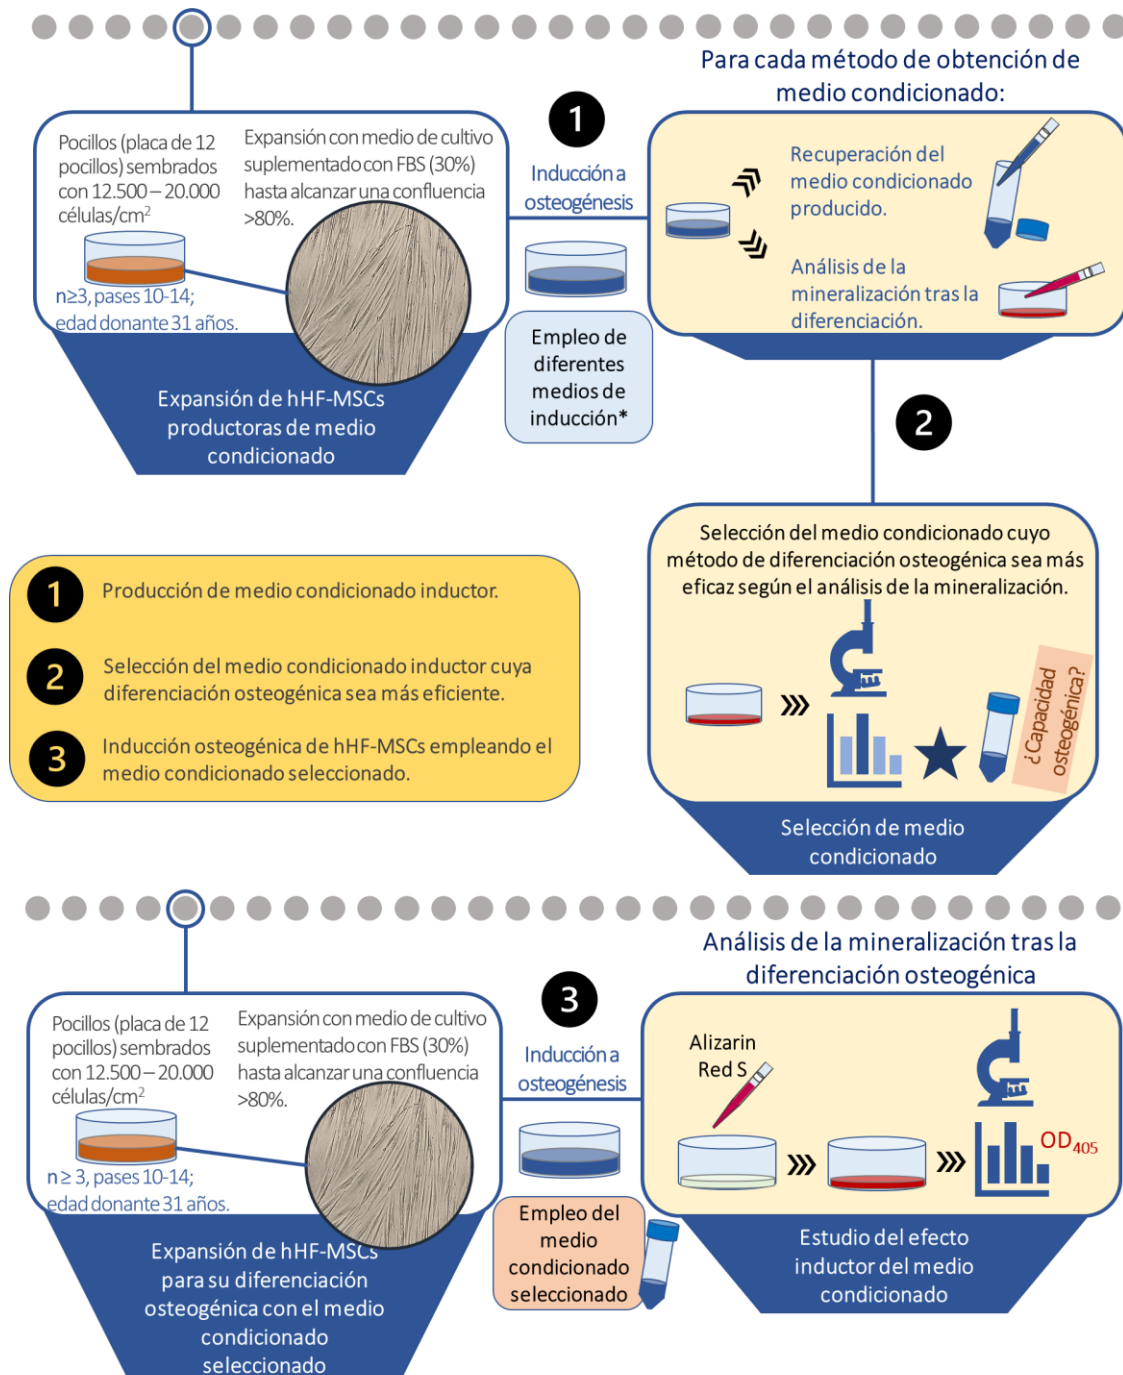 Para cada método de obtención de
medio condicionado:
Pocillos (placa de 12
pocillos) sembrados
con 12.500 – 20.000
células/cm²
Expansión con medio de cultivo
suplementado con FBS (30%)
hasta alcanzar una confluencia
>80%.
n≥3, pases 10-14;
edad donante 31 años.
Expansión de hHF-MSCs
productoras de medio
condicionado
1
Inducción a
osteogénesis
Empleo de
diferentes
medios de
inducción*
Recuperación del
medio condicionado
producido.
Análisis de la
mineralización tras la
diferenciación.
2
Selección del medio condicionado cuyo
método de diferenciación osteogénica sea más
eficaz según el análisis de la mineralización.
¿Capacidad
osteogénica?
Selección de medio
condicionado
1 Producción de medio condicionado inductor.
2 Selección del medio condicionado inductor cuya
diferenciación osteogénica sea más eficiente.
3 Inducción osteogénica de hHF-MSCs empleando el
medio condicionado seleccionado.
Pocillos (placa de 12
pocillos) sembrados
con 12.500 – 20.000
células/cm²
Expansión con medio de cultivo
suplementado con FBS (30%)
hasta alcanzar una confluencia
>80%.
n≥ 3, pases 10-14;
edad donante 31 años.
Expansión de hHF-MSCs
para su diferenciación
osteogénica con el medio
condicionado
seleccionado
3
Inducción a
osteogénesis
Empleo del
medio
condicionado
seleccionado
Análisis de la mineralización tras la
diferenciación osteogénica
Alizarin
Red S
OD₄₀₅
Estudio del efecto
inductor del medio
condicionado